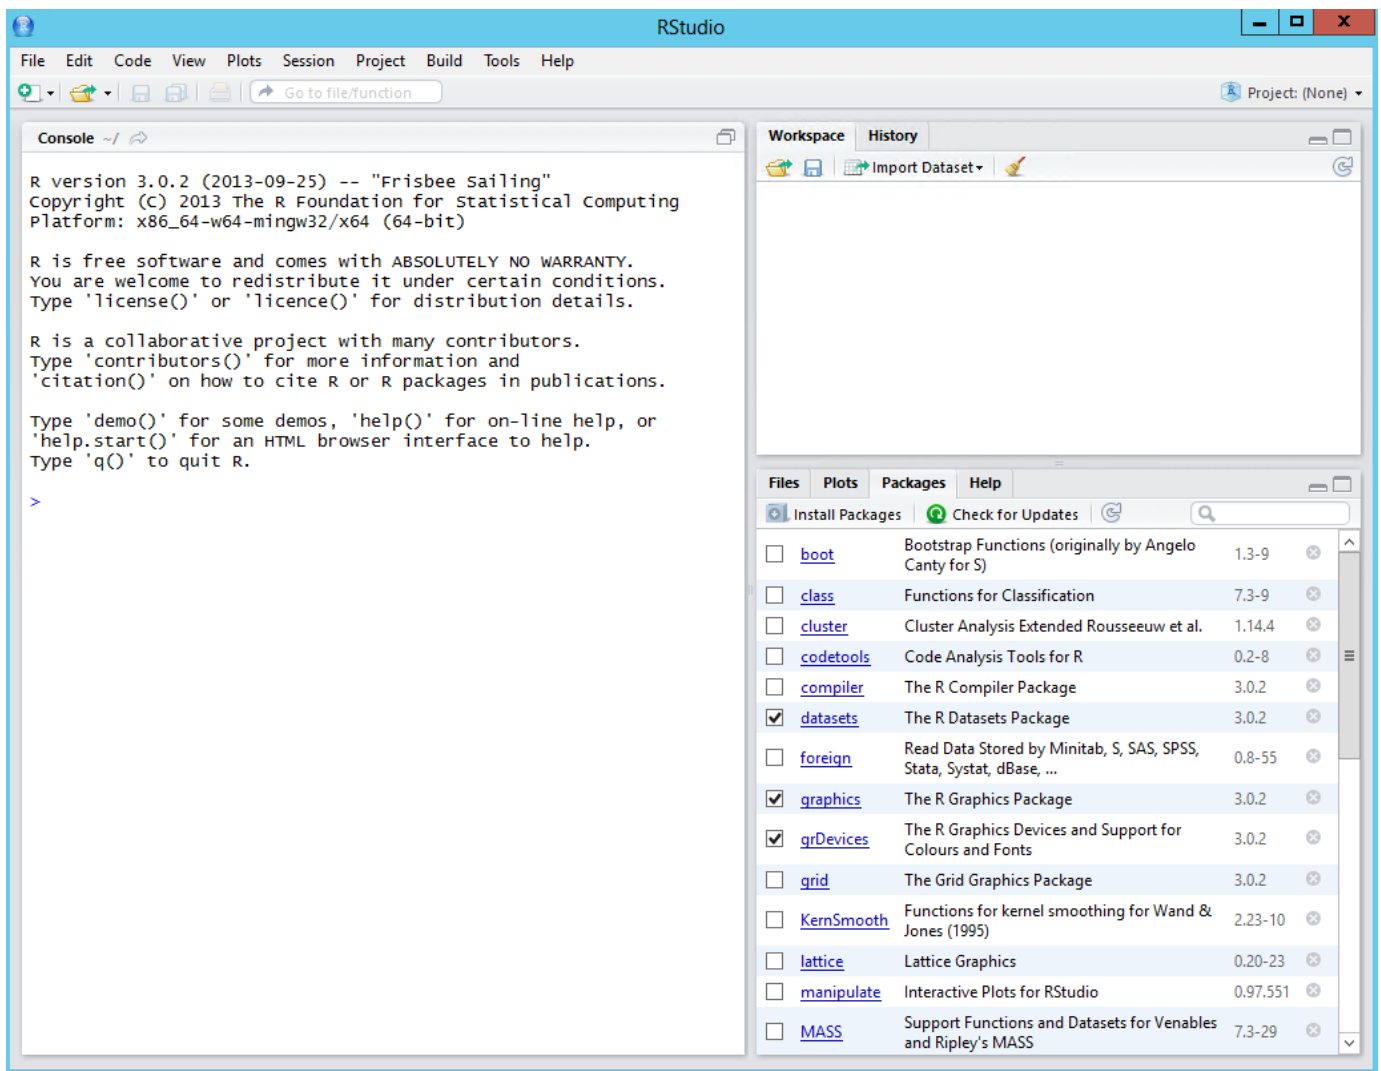 RStudio
File Edit Code View Plots Session Project Build Tools Help
Go to file/function
Project: (None)
Console ~/
R version 3.0.2 (2013-09-25) -- "Frisbee Sailing"
Copyright (C) 2013 The R Foundation for Statistical Computing
Platform: x86_64-w64-mingw32/x64 (64-bit)
R is free software and comes with ABSOLUTELY NO WARRANTY.
You are welcome to redistribute it under certain conditions.
Type 'license()' or 'licence()' for distribution details.
R is a collaborative project with many contributors.
Type 'contributors()' for more information and
'citation()' on how to cite R or R packages in publications.
Type 'demo()' for some demos, 'help()' for on-line help, or
'help.start()' for an HTML browser interface to help.
Type 'q()' to quit R.
>
Workspace History
Import Dataset
Files Plots Packages Help
Install Packages Check for Updates
boot Bootstrap Functions (originally by Angelo Canty for S) 1.3-9
class Functions for Classification 7.3-9
cluster Cluster Analysis Extended Rousseeuw et al. 1.14.4
codetools Code Analysis Tools for R 0.2-8
compiler The R Compiler Package 3.0.2
datasets The R Datasets Package 3.0.2
foreign Read Data Stored by Minitab, S, SAS, SPSS, Stata, Systat, dBase, ... 0.8-55
graphics The R Graphics Package 3.0.2
grDevices The R Graphics Devices and Support for Colours and Fonts 3.0.2
grid The Grid Graphics Package 3.0.2
KernSmooth Functions for kernel smoothing for Wand & Jones (1995) 2.23-10
lattice Lattice Graphics 0.20-23
manipulate Interactive Plots for RStudio 0.97.551
MASS Support Functions and Datasets for Venables and Ripley's MASS 7.3-29